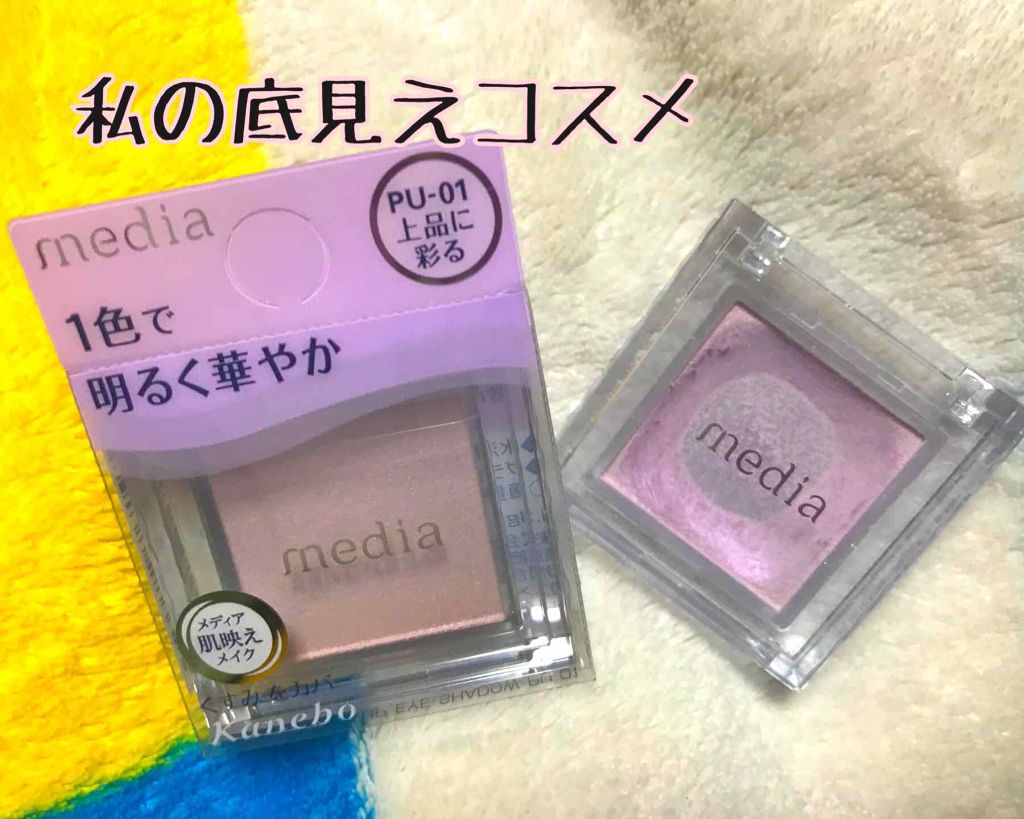 私の底見えコスメ
media
PU-01
上品に
彩る
1色で
明るく華やか
media
media
メディア
肌映え
メイク
くすみをカバー
Kanebo
EYE SHADOW